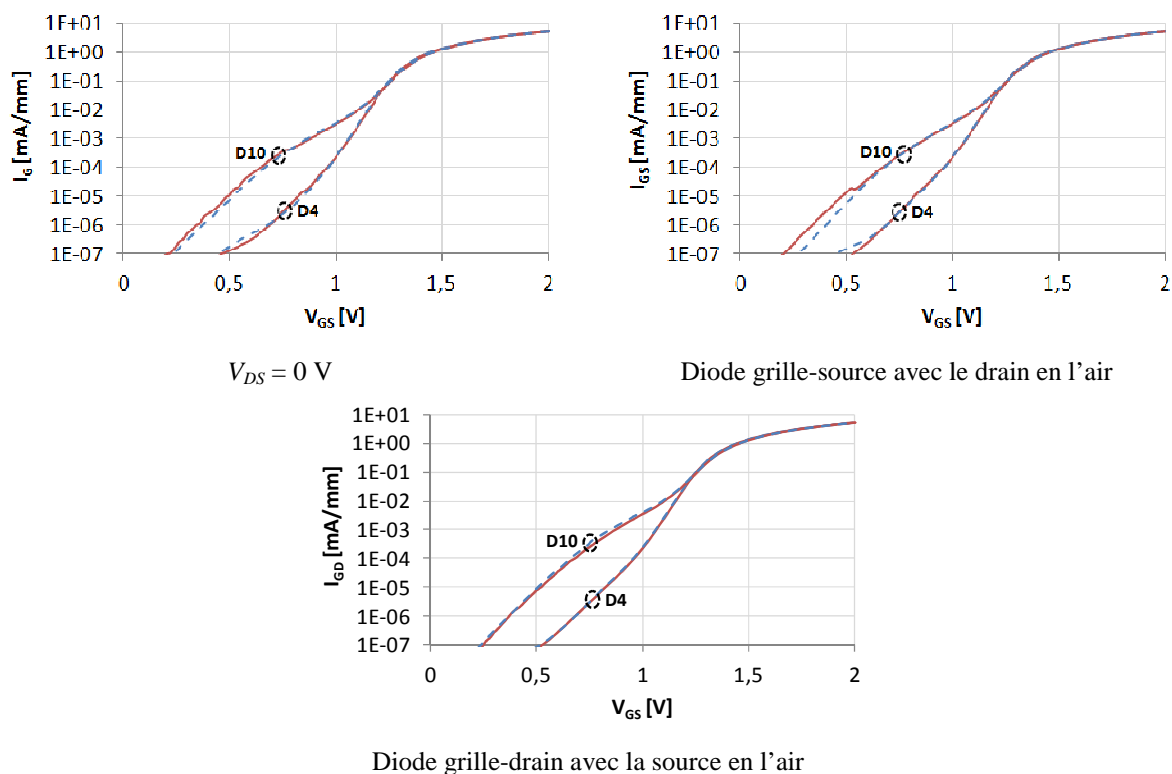 1E+01
1E+00
1E-01
1E-02
1E-03
1E-04
1E-05
1E-06
1E-07
I_G [mA/mm]
D10
D4
0 0,5 1 1,5 2
V_GS [V]
V_DS = 0 V
1E+01
1E+00
1E-01
1E-02
1E-03
1E-04
1E-05
1E-06
1E-07
I_GS [mA/mm]
D10
D4
0 0,5 1 1,5 2
V_GS [V]
Diode grille-source avec le drain en l’air
1E+01
1E+00
1E-01
1E-02
1E-03
1E-04
1E-05
1E-06
1E-07
I_GD [mA/mm]
D10
D4
0 0,5 1 1,5 2
V_GS [V]
Diode grille-drain avec la source en l’air